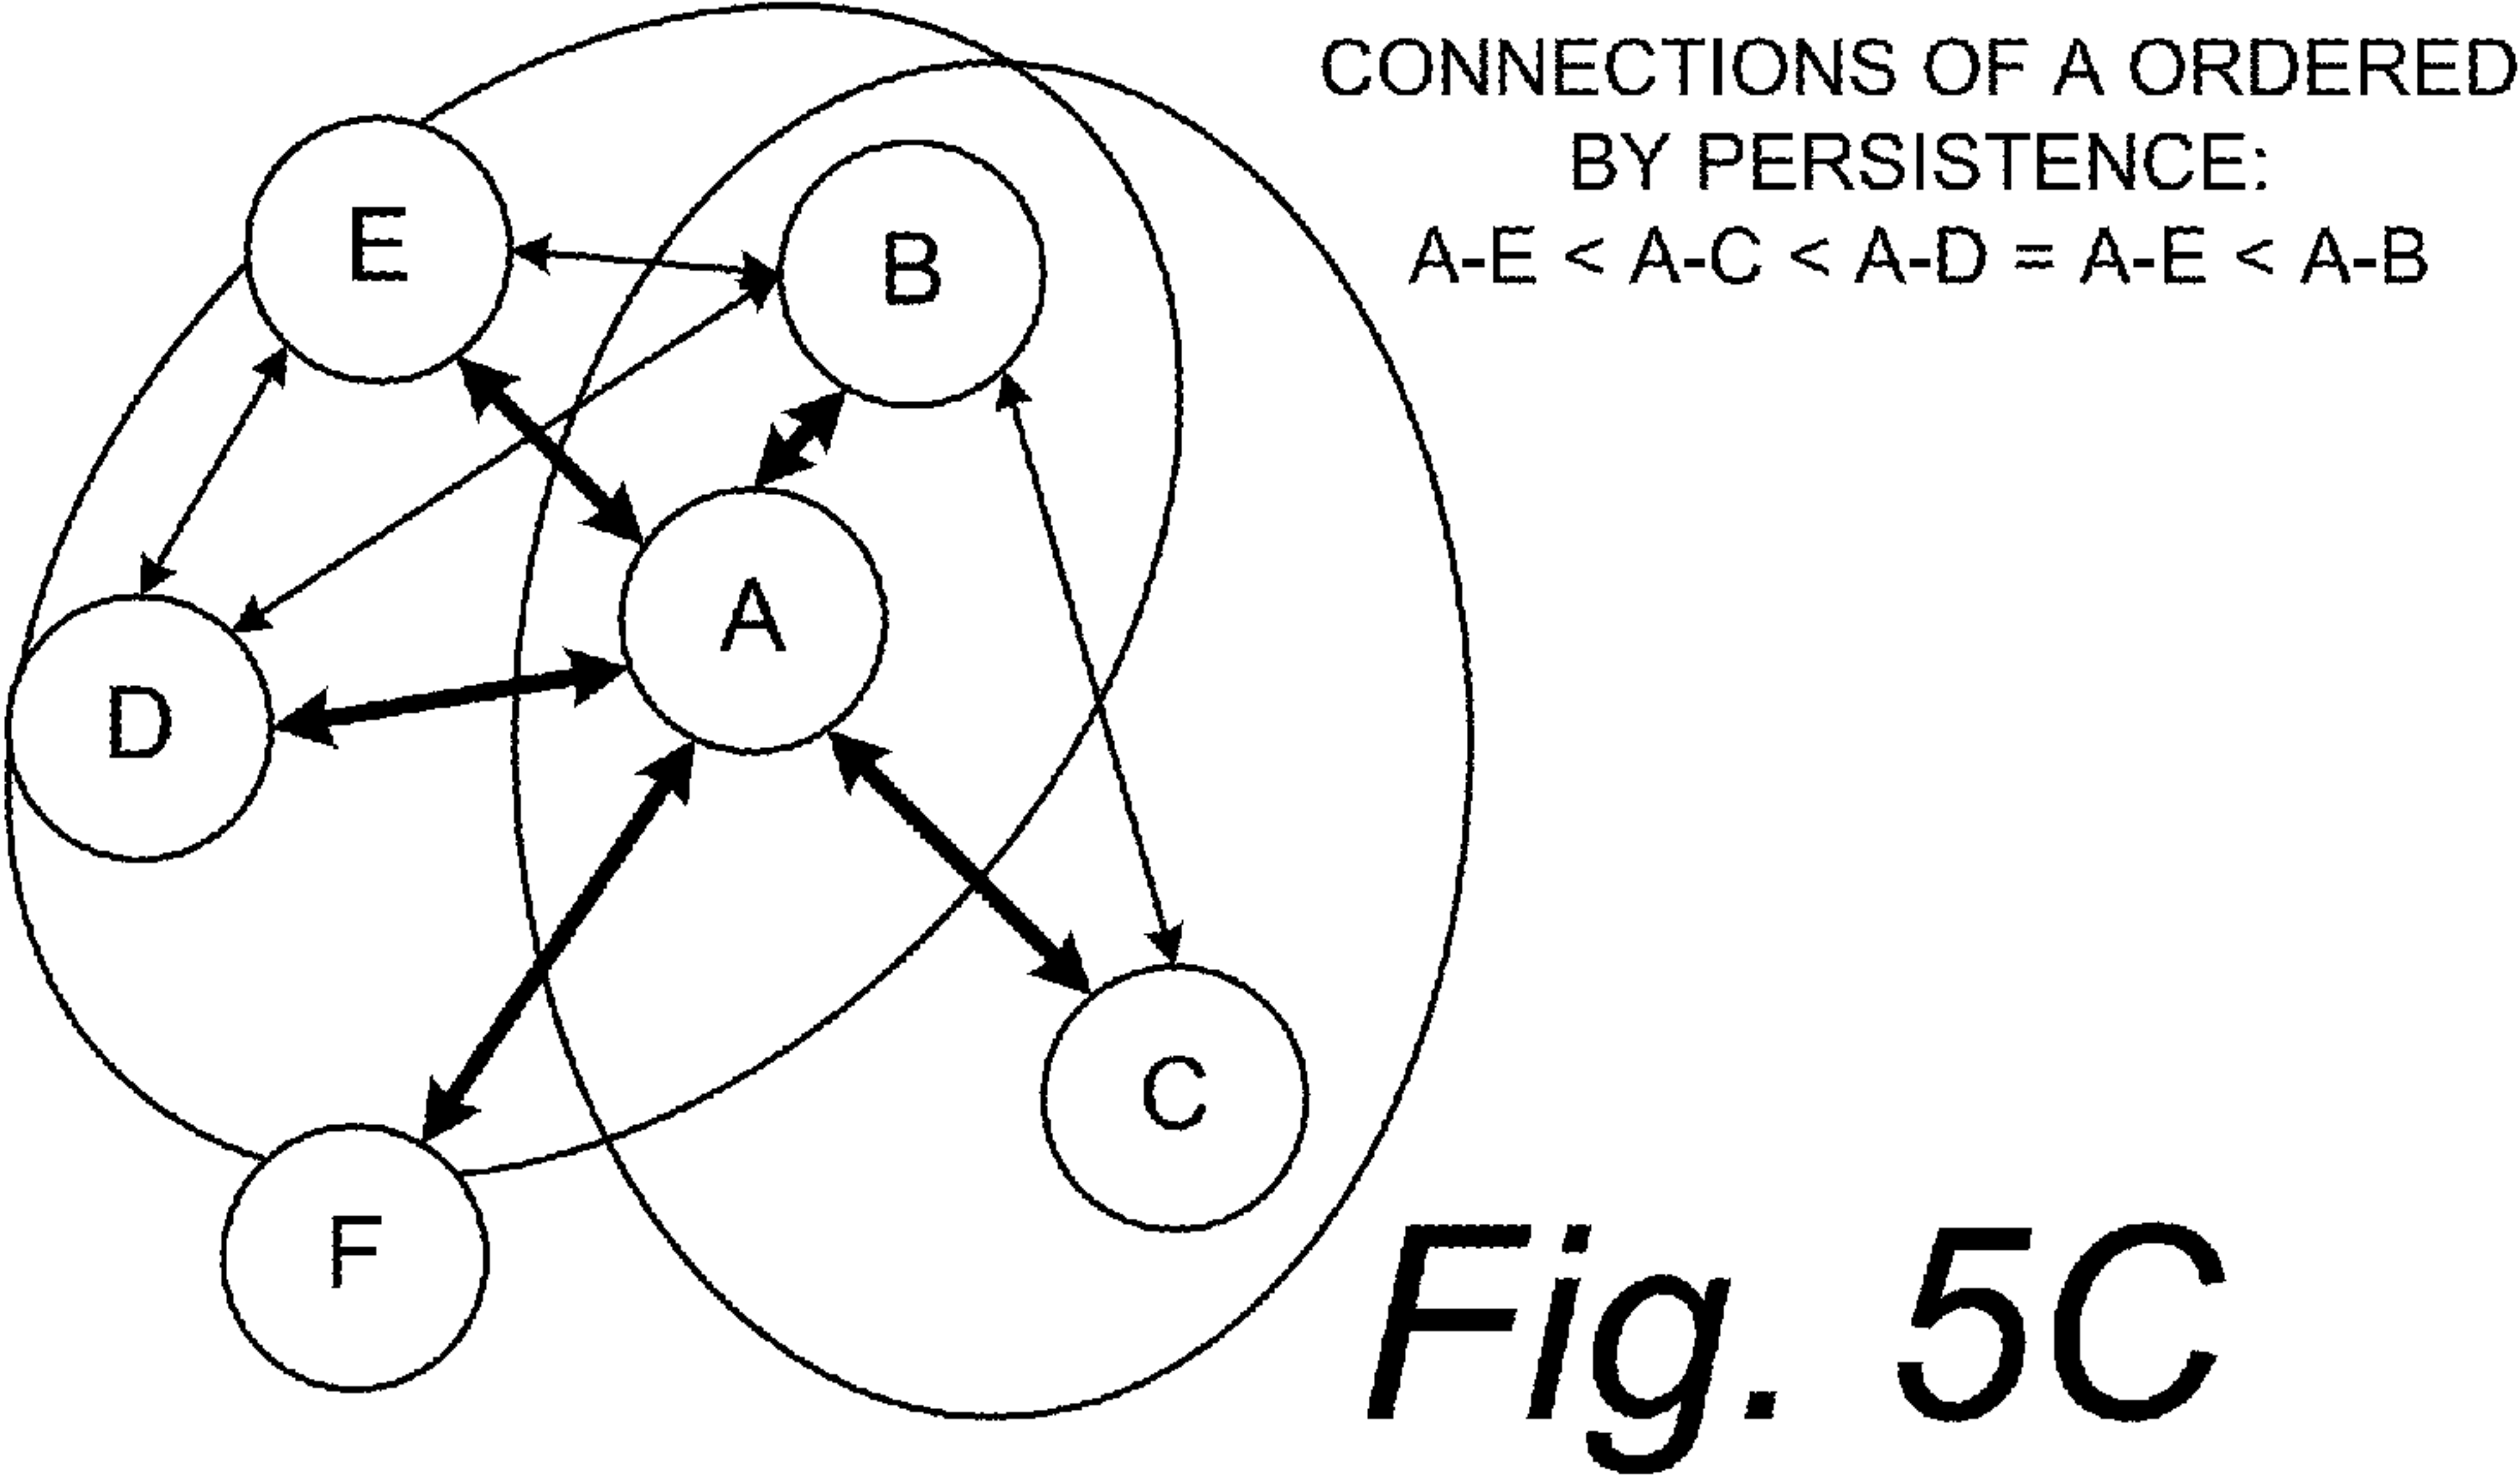 CONNECTIONS OF A ORDERED
BY PERSISTENCE:
A-E < A-C < A-D = A-E < A-B
E
B
A
D
C
F
Fig. 5C